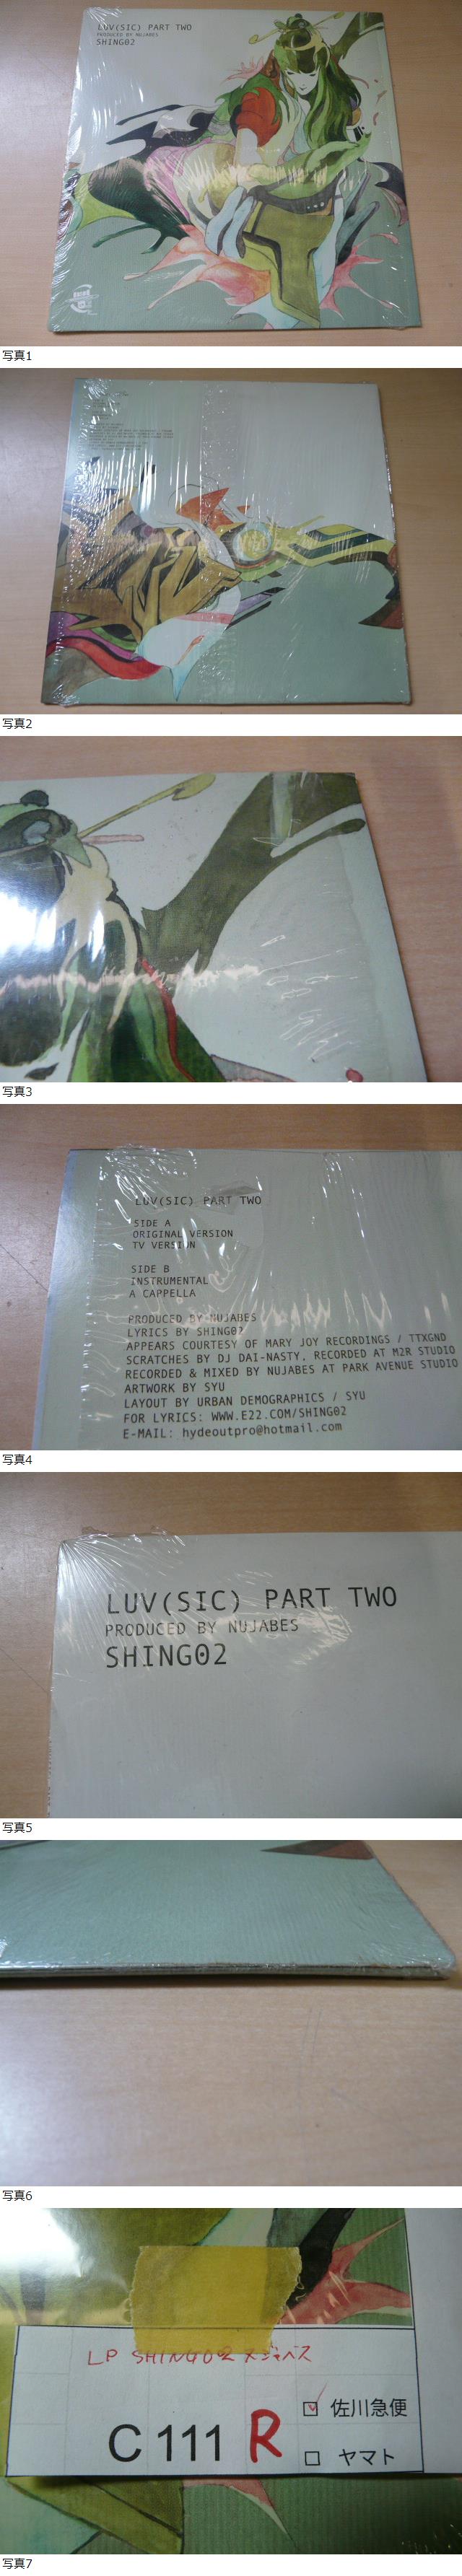 LUV(SIC) PART TWO
PRODUCED BY NUJABES
SHING02
写真1
写真2
写真3
LUV(SIC) PART TWO
SIDE A
ORIGINAL VERSION
TV VERSION
SIDE B
INSTRUMENTAL
A CAPPELLA
PRODUCED BY NUJABES
LYRICS BY SHING02
APPEARS COURTESY OF MARY JOY RECORDINGS / TTXGND
SCRATCHES BY DJ DAI-NASTY, RECORDED AT M2R STUDIO
RECORDED & MIXED BY NUJABES AT PARK AVENUE STUDIO
ARTWORK BY SYU
LAYOUT BY URBAN DEMOGRAPHICS / SYU
FOR LYRICS: WWW.E22.COM/SHING02
E-MAIL: hydeoutpro@hotmail.com
写真4
LUV(SIC) PART TWO
PRODUCED BY NUJABES
SHING02
写真5
写真6
LP SHING02 ヌジャベス
C111 R
佐川急便
ヤマト
写真7